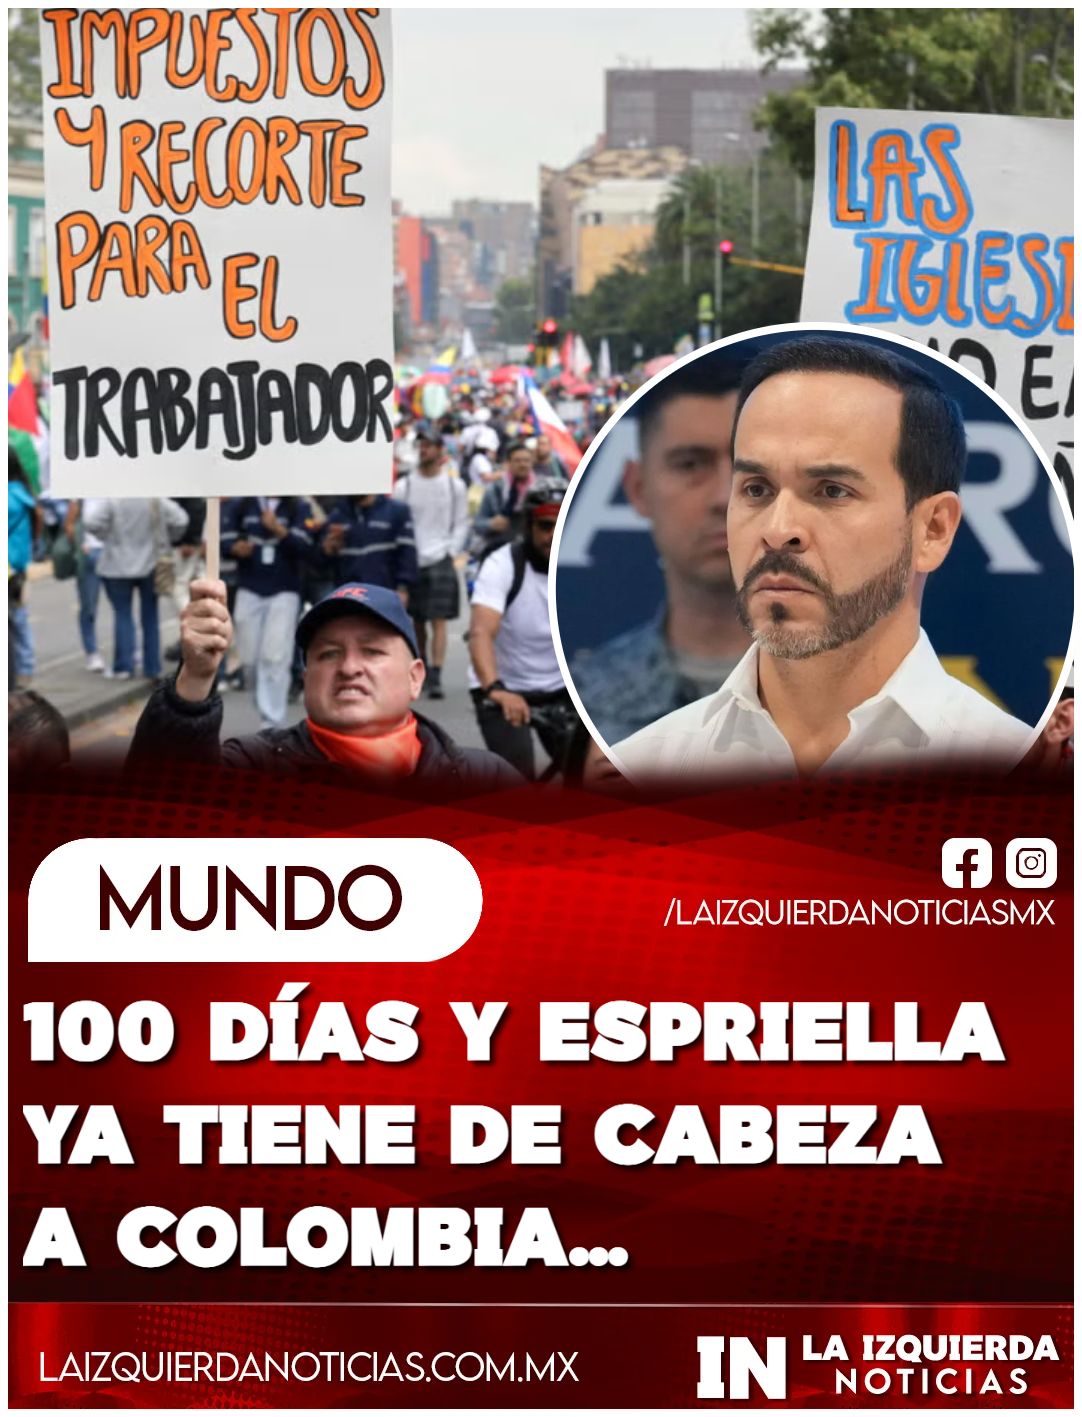 IMPUESTOS
Y RECORTE
PARA EL
TRABAJADOR
LAS
MUNDO
/LAIZQUIERDANOTICIASMX
100 DÍAS Y ESPRIELLA
YA TIENE DE CABEZA
A COLOMBIA...
LAIZQUIERDANOTICIAS.COM.MX
IN LA IZQUIERDA
NOTICIAS